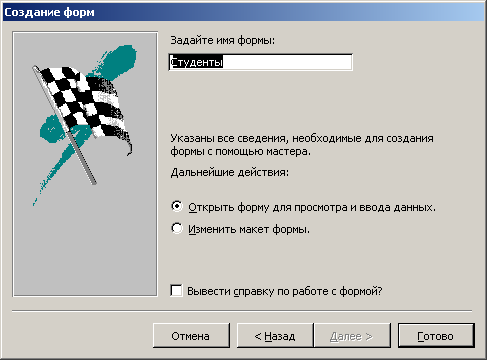 Создание форм
Задайте имя формы:
Студенты
Указаны все сведения, необходимые для создания
формы с помощью мастера.
Дальнейшие действия:
Открыть форму для просмотра и ввода данных.
Изменить макет формы.
Вывести справку по работе с формой?
Отмена
< Назад
Далее >
Готово